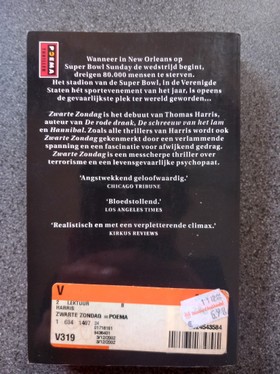 POEMA
POCKET
Wanneer in New Orleans op
Super Bowl Sunday de wedstrijd begint,
dreigen 80.000 mensen te sterven.
Het stadion van de Super Bowl, in de Verenigde
Staten hét sportevenement van het jaar, is opeens
de gevaarlijkste plek ter wereld geworden...
Zwarte Zondag is het debuut van Thomas Harris,
auteur van De rode draak, De schreeuw van het lam
en Hannibal. Zoals alle thrillers van Harris wordt ook
Zwarte Zondag gekenmerkt door een verlammende
spanning en een fascinatie voor afwijkend gedrag.
Zwarte Zondag is een messcherpe thriller over
terrorisme en een levensgevaarlijke psychopaat.
'Angstwekkend geloofwaardig.'
CHICAGO TRIBUNE
'Bloedstollend.'
LOS ANGELES TIMES
'Realistisch en met een verpletterende climax.'
KIRKUS REVIEWS
V
LEKTUUR
HARRIS
ZWARTE ZONDAG
POEMA
V319